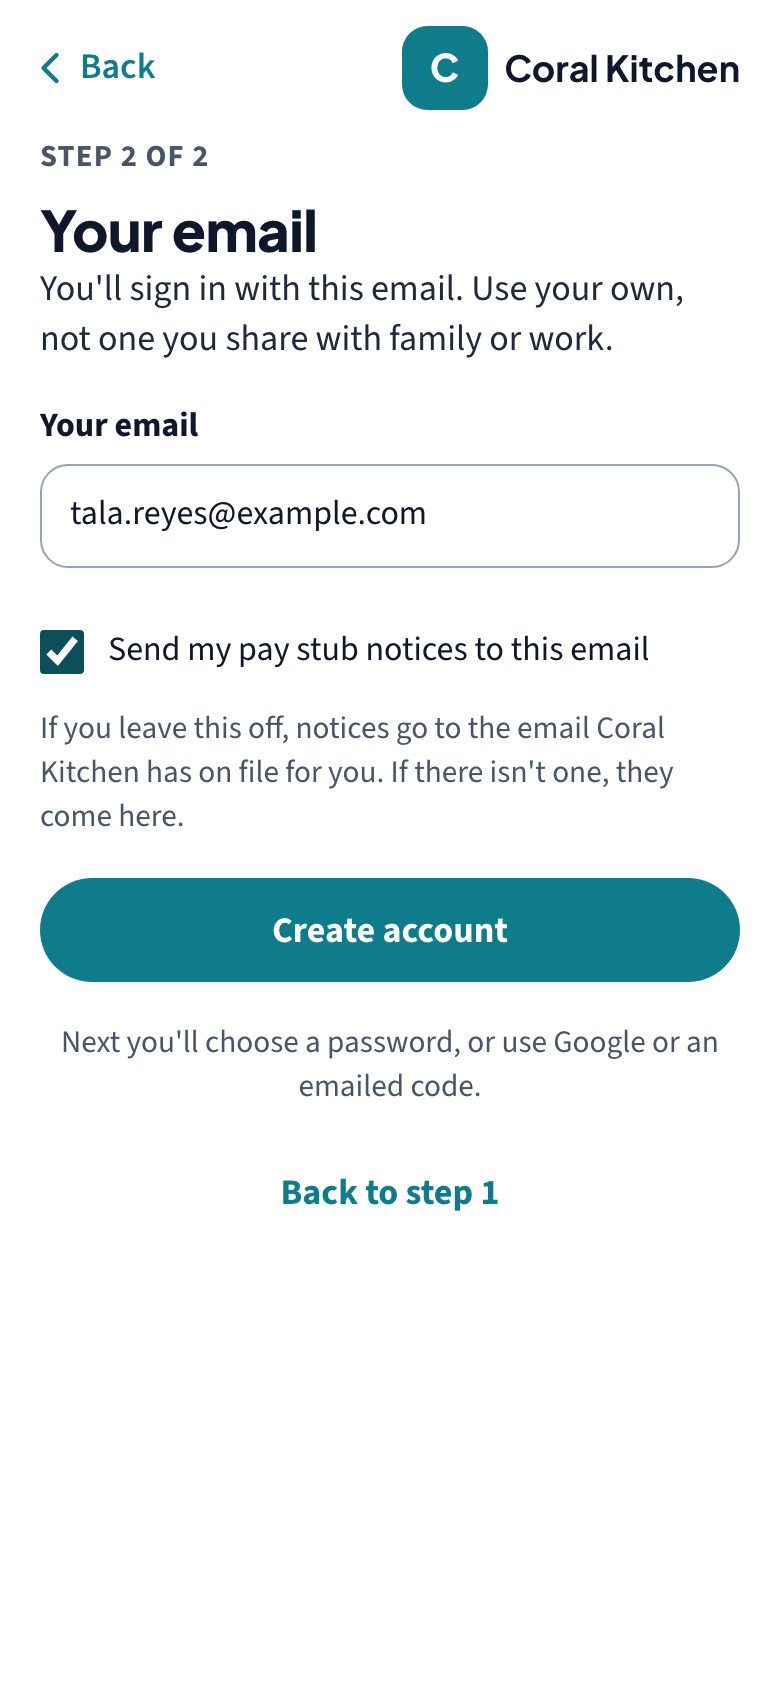 Back
C
Coral Kitchen
STEP 2 OF 2
Your email
You'll sign in with this email. Use your own,
not one you share with family or work.
Your email
tala.reyes@example.com
Send my pay stub notices to this email
If you leave this off, notices go to the email Coral
Kitchen has on file for you. If there isn't one, they
come here.
Create account
Next you'll choose a password, or use Google or an
emailed code.
Back to step 1